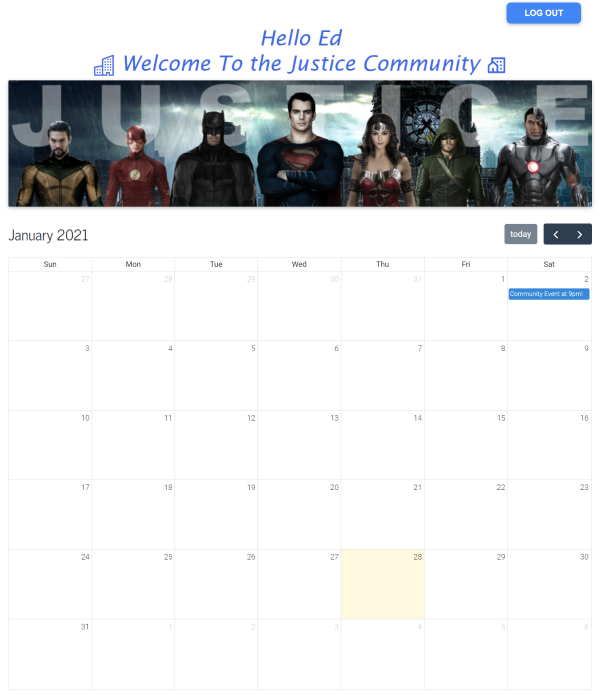 LOG OUT
Hello Ed
Welcome To the Justice Community
JUSTICE
January 2021
today
Sun Mon Tue Wed Thu Fri Sat
27 28 29 30 31 1 2
Community Event at 9pm!
3 4 5 6 7 8 9
10 11 12 13 14 15 16
17 18 19 20 21 22 23
24 25 26 27 28 29 30
31 1 2 3 4 5 6